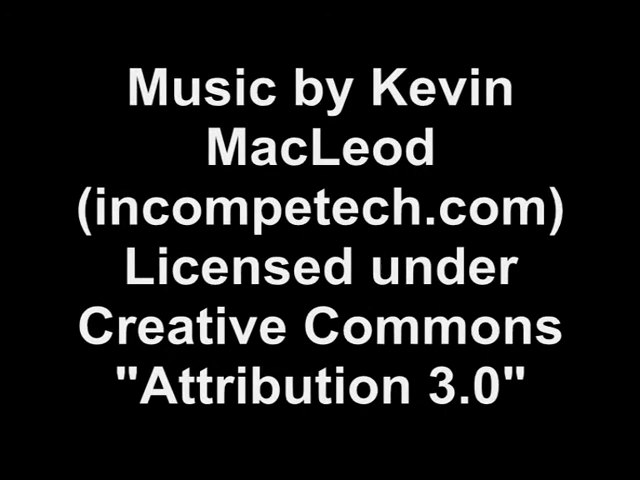 Music by Kevin
MacLeod
(incompetech.com)
Licensed under
Creative Commons
"Attribution 3.0"